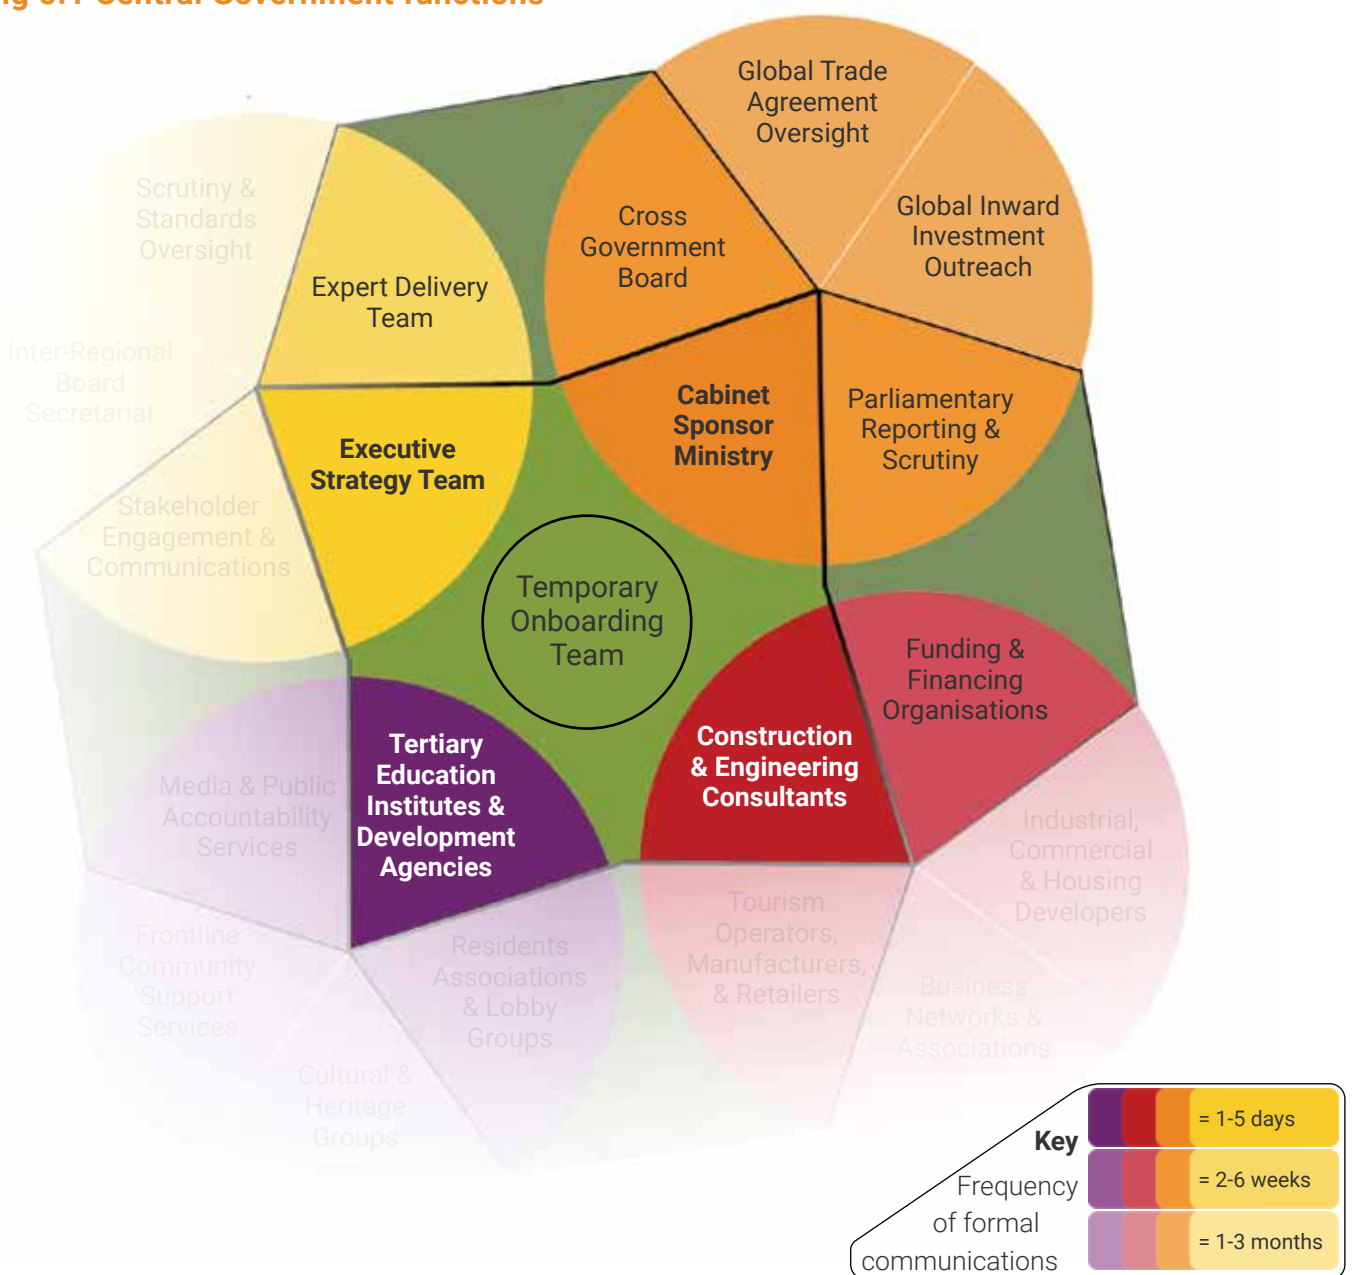 Central Government functions
Global Trade
Agreement
Oversight
Scrutiny &
Standards
Oversight
Cross
Government
Board
Global Inward
Investment
Outreach
Expert Delivery
Team
Inter-Regional
Board
Secretariat
Cabinet
Sponsor
Ministry
Parliamentary
Reporting &
Scrutiny
Executive
Strategy Team
Stakeholder
Engagement &
Communications
Temporary
Onboarding
Team
Funding &
Financing
Organisations
Tertiary
Education
Institutes &
Development
Agencies
Construction
& Engineering
Consultants
Media & Public
Accountability
Services
Industrial,
Commercial
& Housing
Developers
Frontline
Community
Support
Services
Residents
Associations
& Lobby
Groups
Tourism
Operators,
Manufacturers,
& Retailers
Business
Networks &
Associations
Cultural &
Heritage
Groups
Key
Frequency
of formal
communications
= 1-5 days
= 2-6 weeks
= 1-3 months